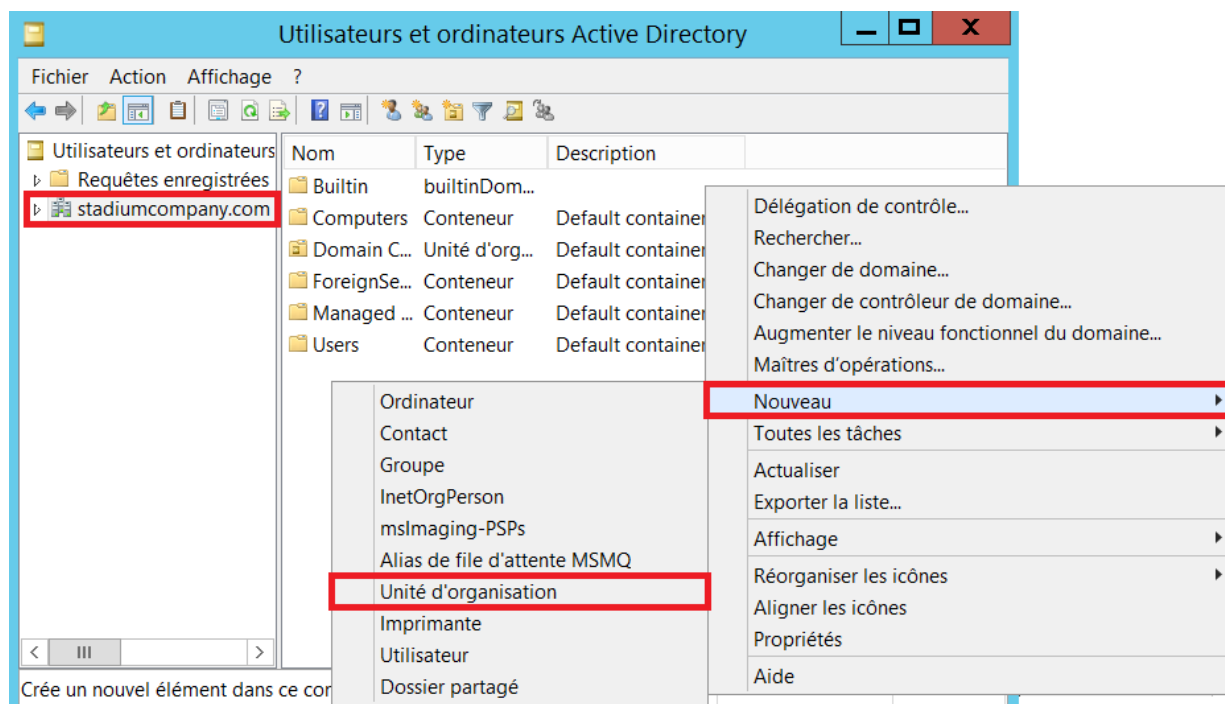 Utilisateurs et ordinateurs Active Directory
X
Fichier Action Affichage ?
Utilisateurs et ordinateurs
Requêtes enregistrées
stadiumcompany.com
Nom Type Description
Builtin builtinDom...
Computers Conteneur Default container
Domain C... Unité d'org... Default container
ForeignSe... Conteneur Default container
Managed ... Conteneur Default container
Users Conteneur Default container
Délégation de contrôle...
Rechercher...
Changer de domaine...
Changer de contrôleur de domaine...
Augmenter le niveau fonctionnel du domaine...
Maîtres d'opérations...
Nouveau
Toutes les tâches
Actualiser
Exporter la liste...
Affichage
Réorganiser les icônes
Aligner les icônes
Propriétés
Aide
Ordinateur
Contact
Groupe
InetOrgPerson
msImaging-PSPs
Alias de file d'attente MSMQ
Unité d'organisation
Imprimante
Utilisateur
Dossier partagé
Crée un nouvel élément dans ce cor